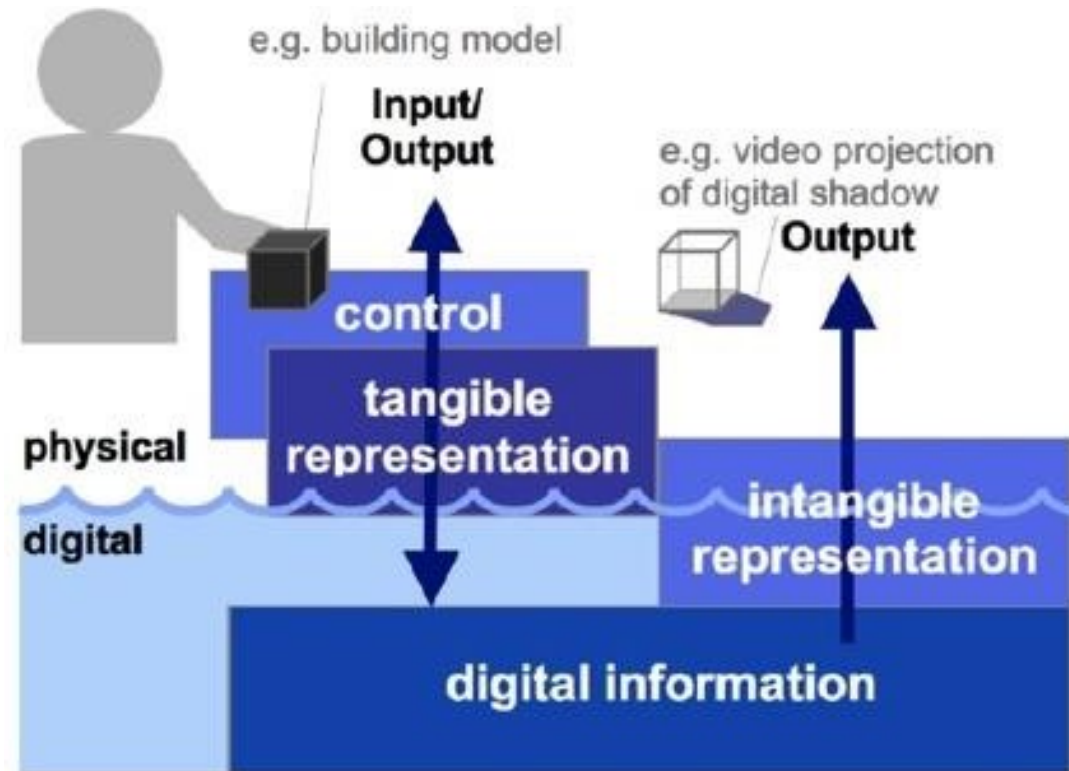 e.g. building model
Input/
Output
e.g. video projection
of digital shadow
Output
control
tangible
representation
physical
digital
intangible
representation
digital information